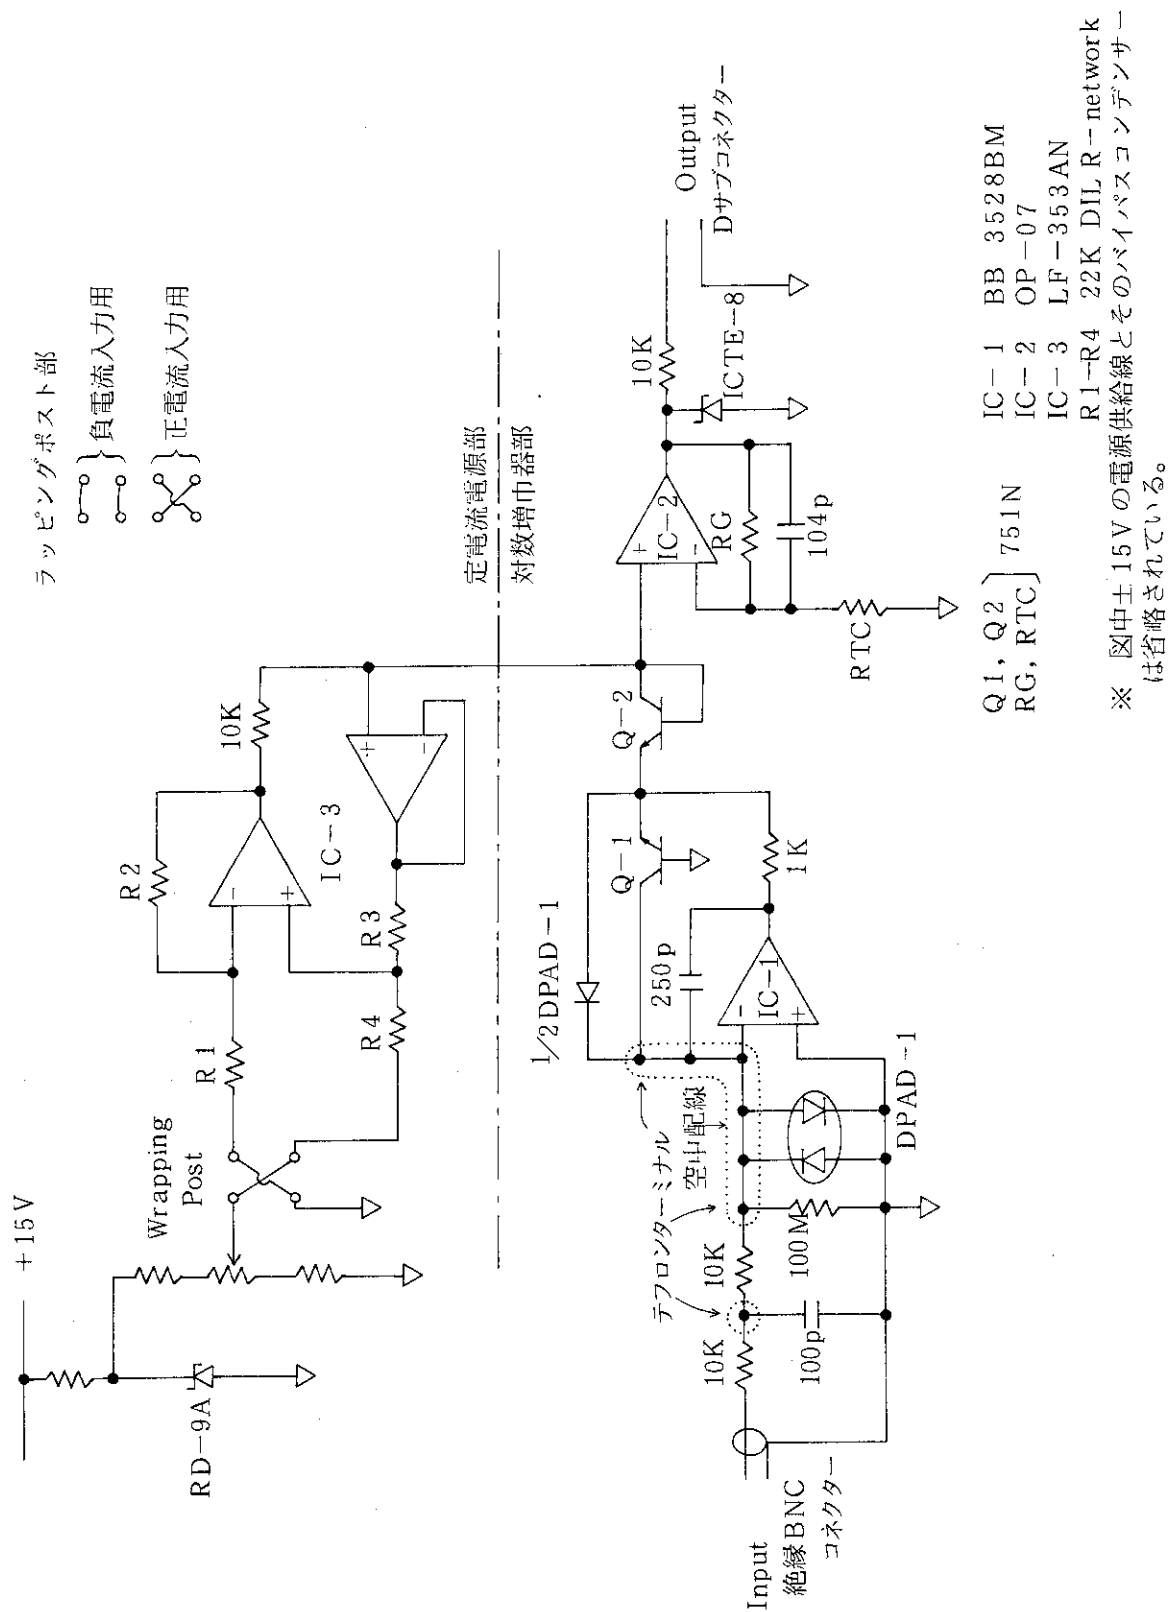 +15V
RD-9A
Wrapping
Post
R1
R2
R4
R3
IC-3
10K
-
+
+
-
ラッピングポスト部
負電流入力用
正電流入力用
定電流電源部
対数増巾器部
Input
絶縁BNC
コネクター
10K
100p
10K
100M
テフロンターミナル
空中配線
DPAD-1
1/2DPAD-1
250p
IC-1
-
+
1K
Q-1
Q-2
IC-2
+
-
RG
104p
RTC
10K
ICTE-8
Output
Dサブコネクター
Q1, Q2
RG, RTC
751N
IC-1 BB 3528BM
IC-2 OP-07
IC-3 LF-353AN
R1-R4 22K DIL R-network
※ 図中±15Vの電源供給線とそのバイパスコンデンサー
は省略されている。